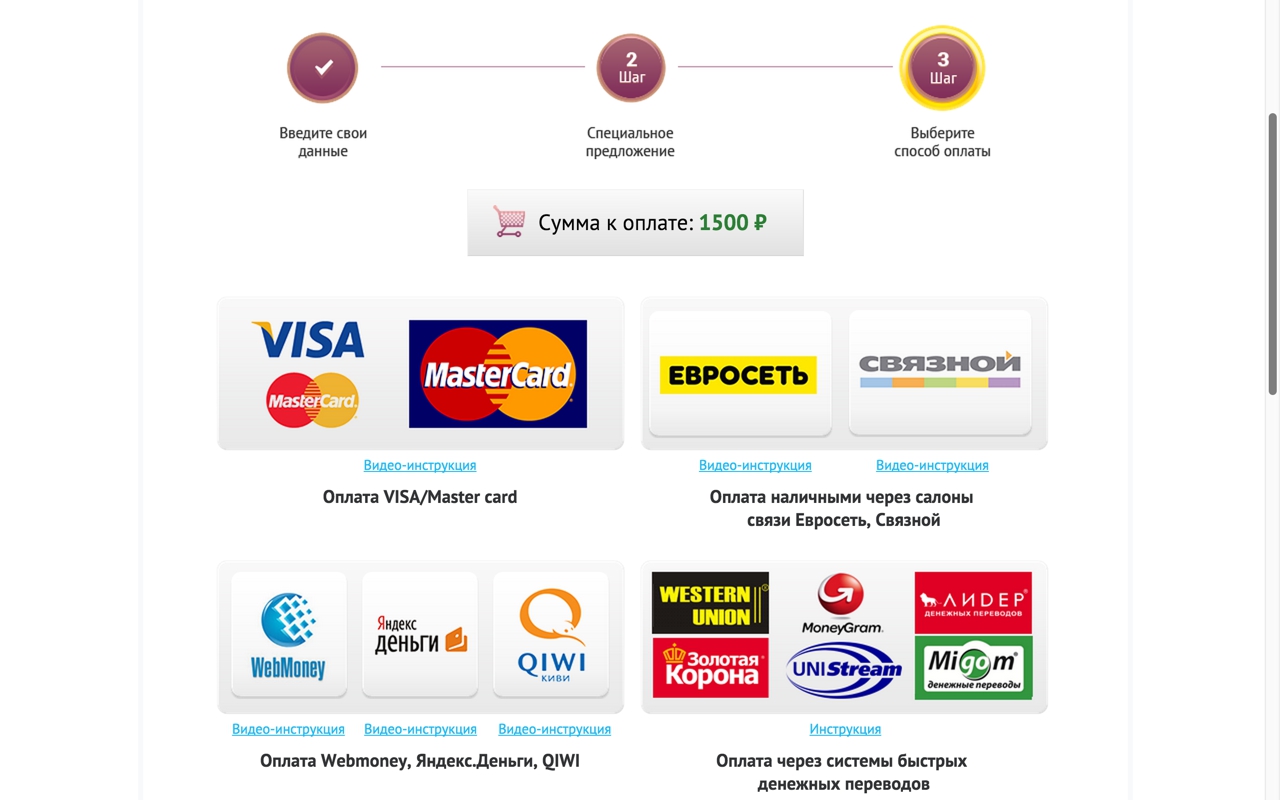 2
Шаг
3
Шаг
Введите свои
данные
Специальное
предложение
Выберите
способ оплаты
Сумма к оплате: 1500 ₽
VISA
MasterCard
MasterCard
ЕВРОСЕТЬ
СВЯЗНОЙ
Видео-инструкция
Видео-инструкция
Видео-инструкция
Оплата VISA/Master card
Оплата наличными через салоны
связи Евросеть, Связной
WebMoney
Яндекс
деньги
QIWI
КИВИ
WESTERN
UNION
MoneyGram.
ЛИДЕР®
ДЕНЕЖНЫХ ПЕРЕВОДОВ
Золотая
Корона
UNIStream
Migom®
денежные переводы
Видео-инструкция
Видео-инструкция
Видео-инструкция
Инструкция
Оплата Webmoney, Яндекс.Деньги, QIWI
Оплата через системы быстрых
денежных переводов